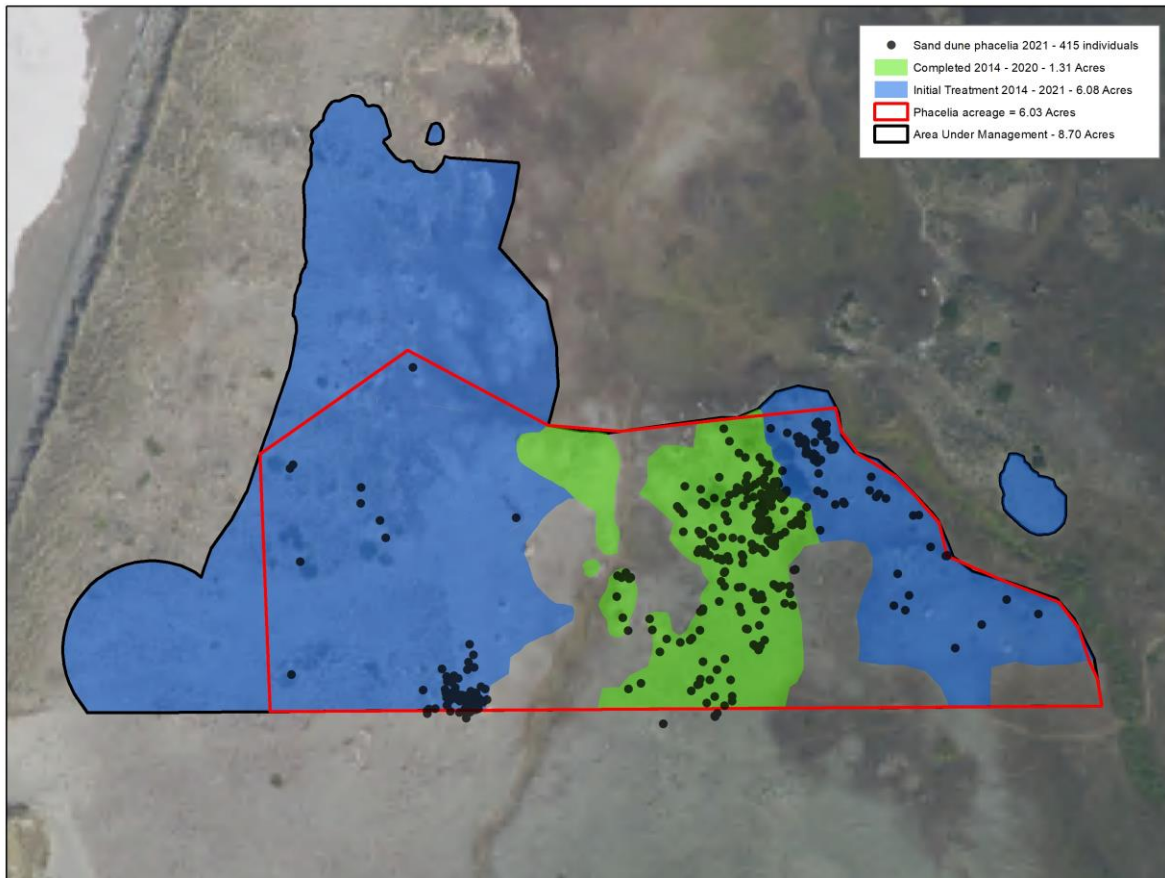 Sand dune phacelia 2021 - 415 individuals
Completed 2014 - 2020 - 1.31 Acres
Initial Treatment 2014 - 2021 - 6.08 Acres
Phacelia acreage = 6.03 Acres
Area Under Management - 8.70 Acres